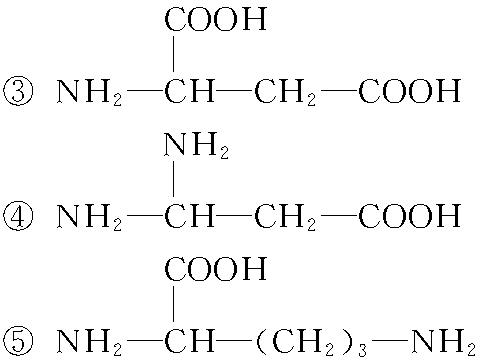 COOH
③ NH₂—CH—CH₂—COOH
NH₂
④ NH₂—CH—CH₂—COOH
COOH
⑤ NH₂—CH—(CH₂)₃—NH₂